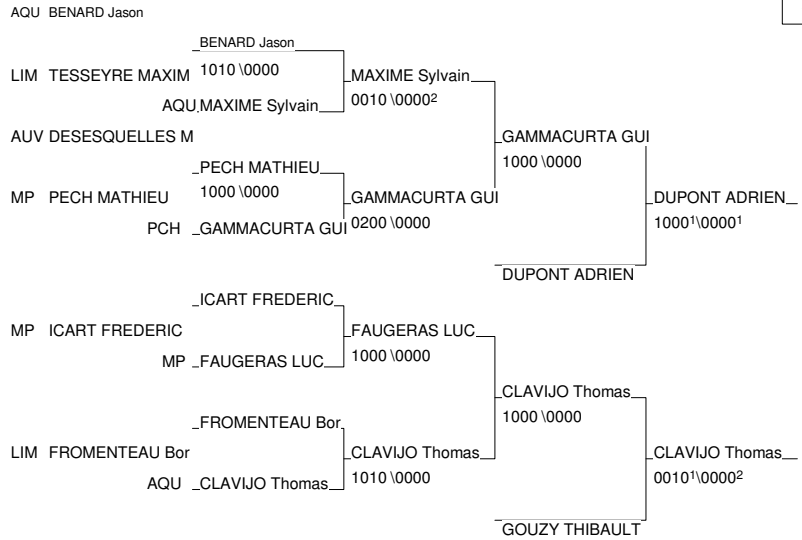 AQU BENARD Jason
BENARD Jason
LIM TESSEYRE MAXIM 1010 \0000 MAXIME Sylvain
AQU MAXIME Sylvain 0010 \0000²
AUV DESESQUELLES M GAMMACURTA GUI
1000 \0000
PECH MATHIEU
MP PECH MATHIEU 1000 \0000 GAMMACURTA GUI DUPONT ADRIEN
PCH GAMMACURTA GUI 0200 \0000 1000¹\0000¹
DUPONT ADRIEN
ICART FREDERIC
MP ICART FREDERIC FAUGERAS LUC
MP FAUGERAS LUC 1000 \0000
CLAVIJO Thomas
1000 \0000
FROMENTEAU Bor
LIM FROMENTEAU Bor CLAVIJO Thomas CLAVIJO Thomas
AQU CLAVIJO Thomas 1010 \0000 0010¹\0000²
GOUZY THIBAULT